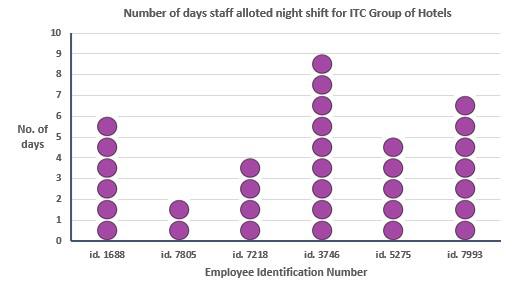 Number of days staff alloted night shift for ITC Group of Hotels
10
9
8
7
6
5
4
3
2
1
0
No. of
days
id. 1688 id. 7805 id. 7218 id. 3746 id. 5275 id. 7993
Employee Identification Number